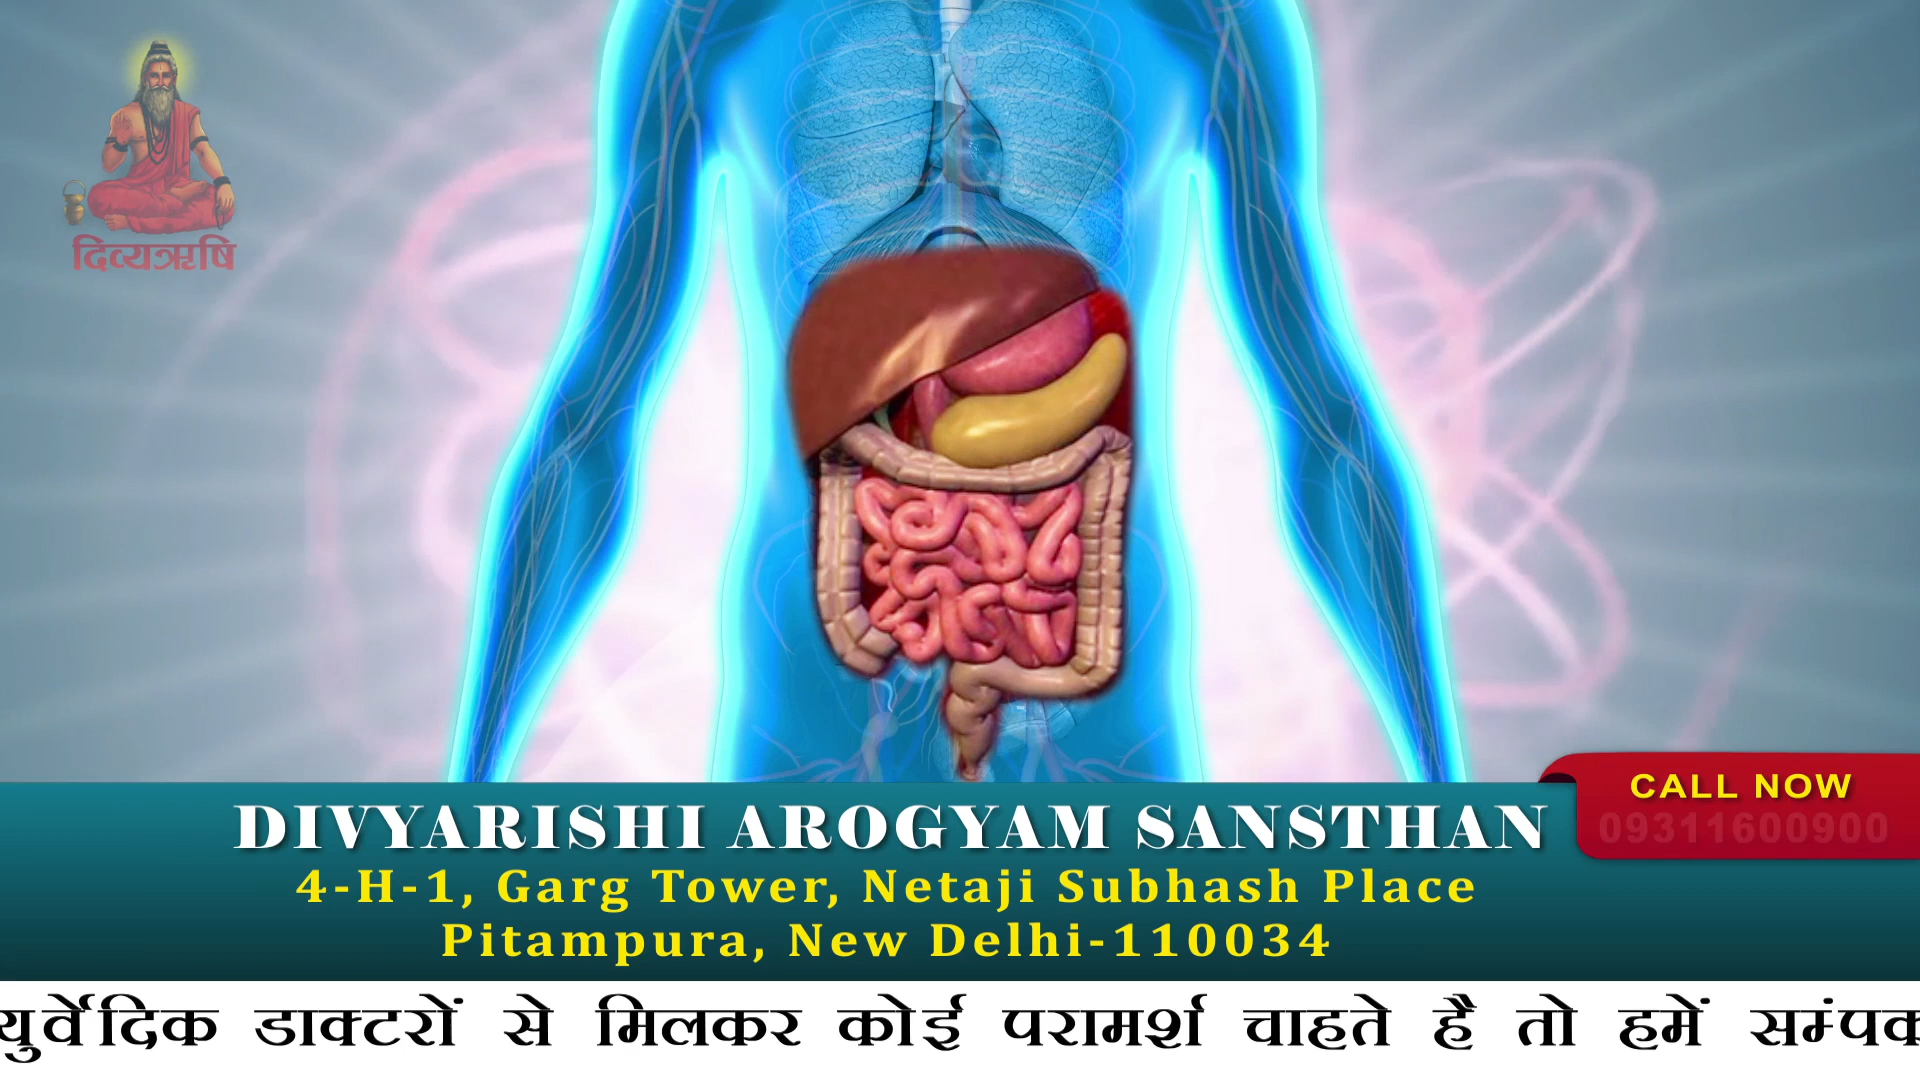 दिव्यऋषि
CALL NOW
09311600900
DIVYARISHI AROGYAM SANSTHAN
4-H-1, Garg Tower, Netaji Subhash Place
Pitampura, New Delhi-110034
युर्वेदिक डाक्टरों से मिलकर कोई परामर्श चाहते है तो हमें सम्ंपक